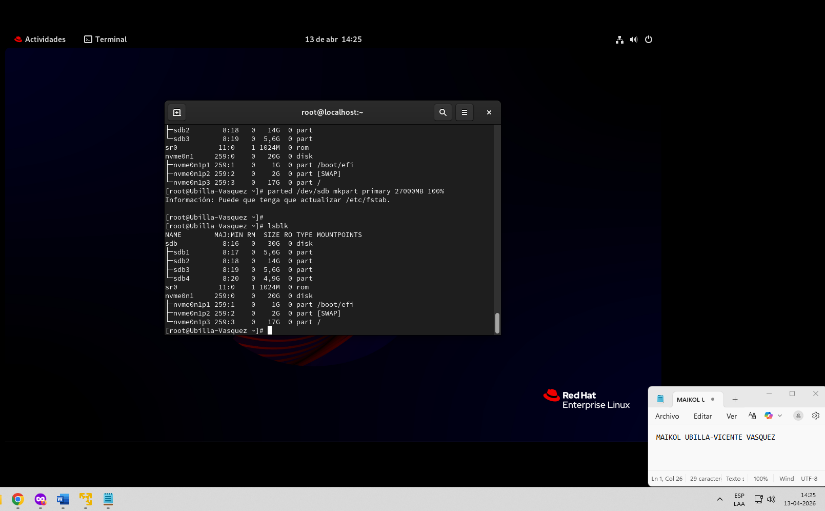 Actividades Terminal 13 de abr 14:25
root@localhost:~
├─sdb2 8:18 0 14G 0 part
└─sdb3 8:19 0 5,6G 0 part
sr0 11:0 1 1024M 0 rom
nvme0n1 259:0 0 20G 0 disk
├─nvme0n1p1 259:1 0 1G 0 part /boot/efi
├─nvme0n1p2 259:2 0 2G 0 part [SWAP]
└─nvme0n1p3 259:3 0 17G 0 part /
[root@Ubilla-Vasquez ~]# parted /dev/sdb mkpart primary 27000MB 100%
Información: Puede que tenga que actualizar /etc/fstab.
[root@Ubilla-Vasquez ~]#
[root@Ubilla-Vasquez ~]# lsblk
NAME MAJ:MIN RM SIZE RO TYPE MOUNTPOINTS
sdb 8:16 0 30G 0 disk
├─sdb1 8:17 0 5,6G 0 part
├─sdb2 8:18 0 14G 0 part
├─sdb3 8:19 0 5,6G 0 part
└─sdb4 8:20 0 4,9G 0 part
sr0 11:0 1 1024M 0 rom
nvme0n1 259:0 0 20G 0 disk
├─nvme0n1p1 259:1 0 1G 0 part /boot/efi
├─nvme0n1p2 259:2 0 2G 0 part [SWAP]
└─nvme0n1p3 259:3 0 17G 0 part /
[root@Ubilla-Vasquez ~]#
Red Hat
Enterprise Linux
MAIKOL U
Archivo Editar Ver
MAIKOL UBILLA-VICENTE VASQUEZ
Ln 1, Col 26 29 caracter Texto 100% Wind UTF-8
ESP
LAA
14:25
13-04-2026